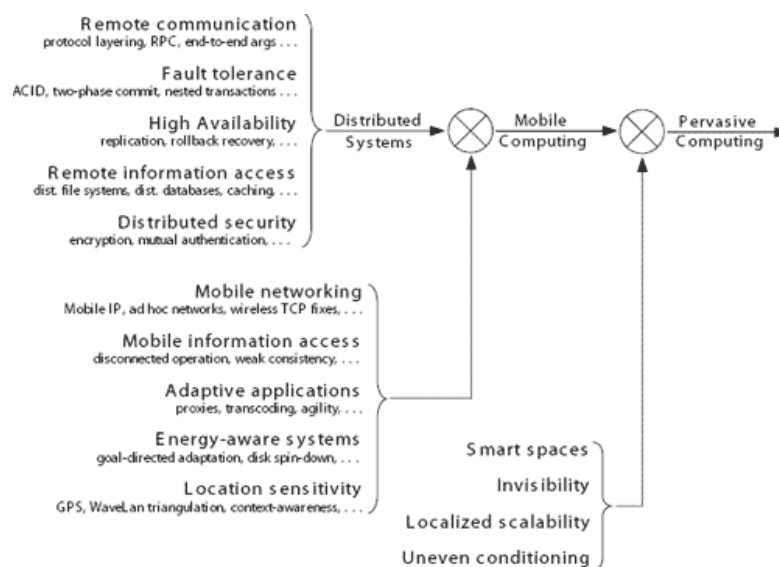 Remote communication
protocol layering, RPC, end-to-end args . . .
Fault tolerance
ACID, two-phase commit, nested transactions . . .
High Availability
replication, rollback recovery, . . .
Remote information access
dist. file systems, dist. databases, caching, . . .
Distributed security
encryption, mutual authentication, . . .
Distributed
Systems
Mobile
Computing
Pervasive
Computing
Mobile networking
Mobile IP, ad hoc networks, wireless TCP fixes, . . .
Mobile information access
disconnected operation, weak consistency, . . .
Adaptive applications
proxies, transcoding, agility, . . .
Energy-aware systems
goal-directed adaptation, disk spin-down, . . .
Location sensitivity
GPS, WaveLan triangulation, context-awareness, . . .
Smart spaces
Invisibility
Localized scalability
Uneven conditioning